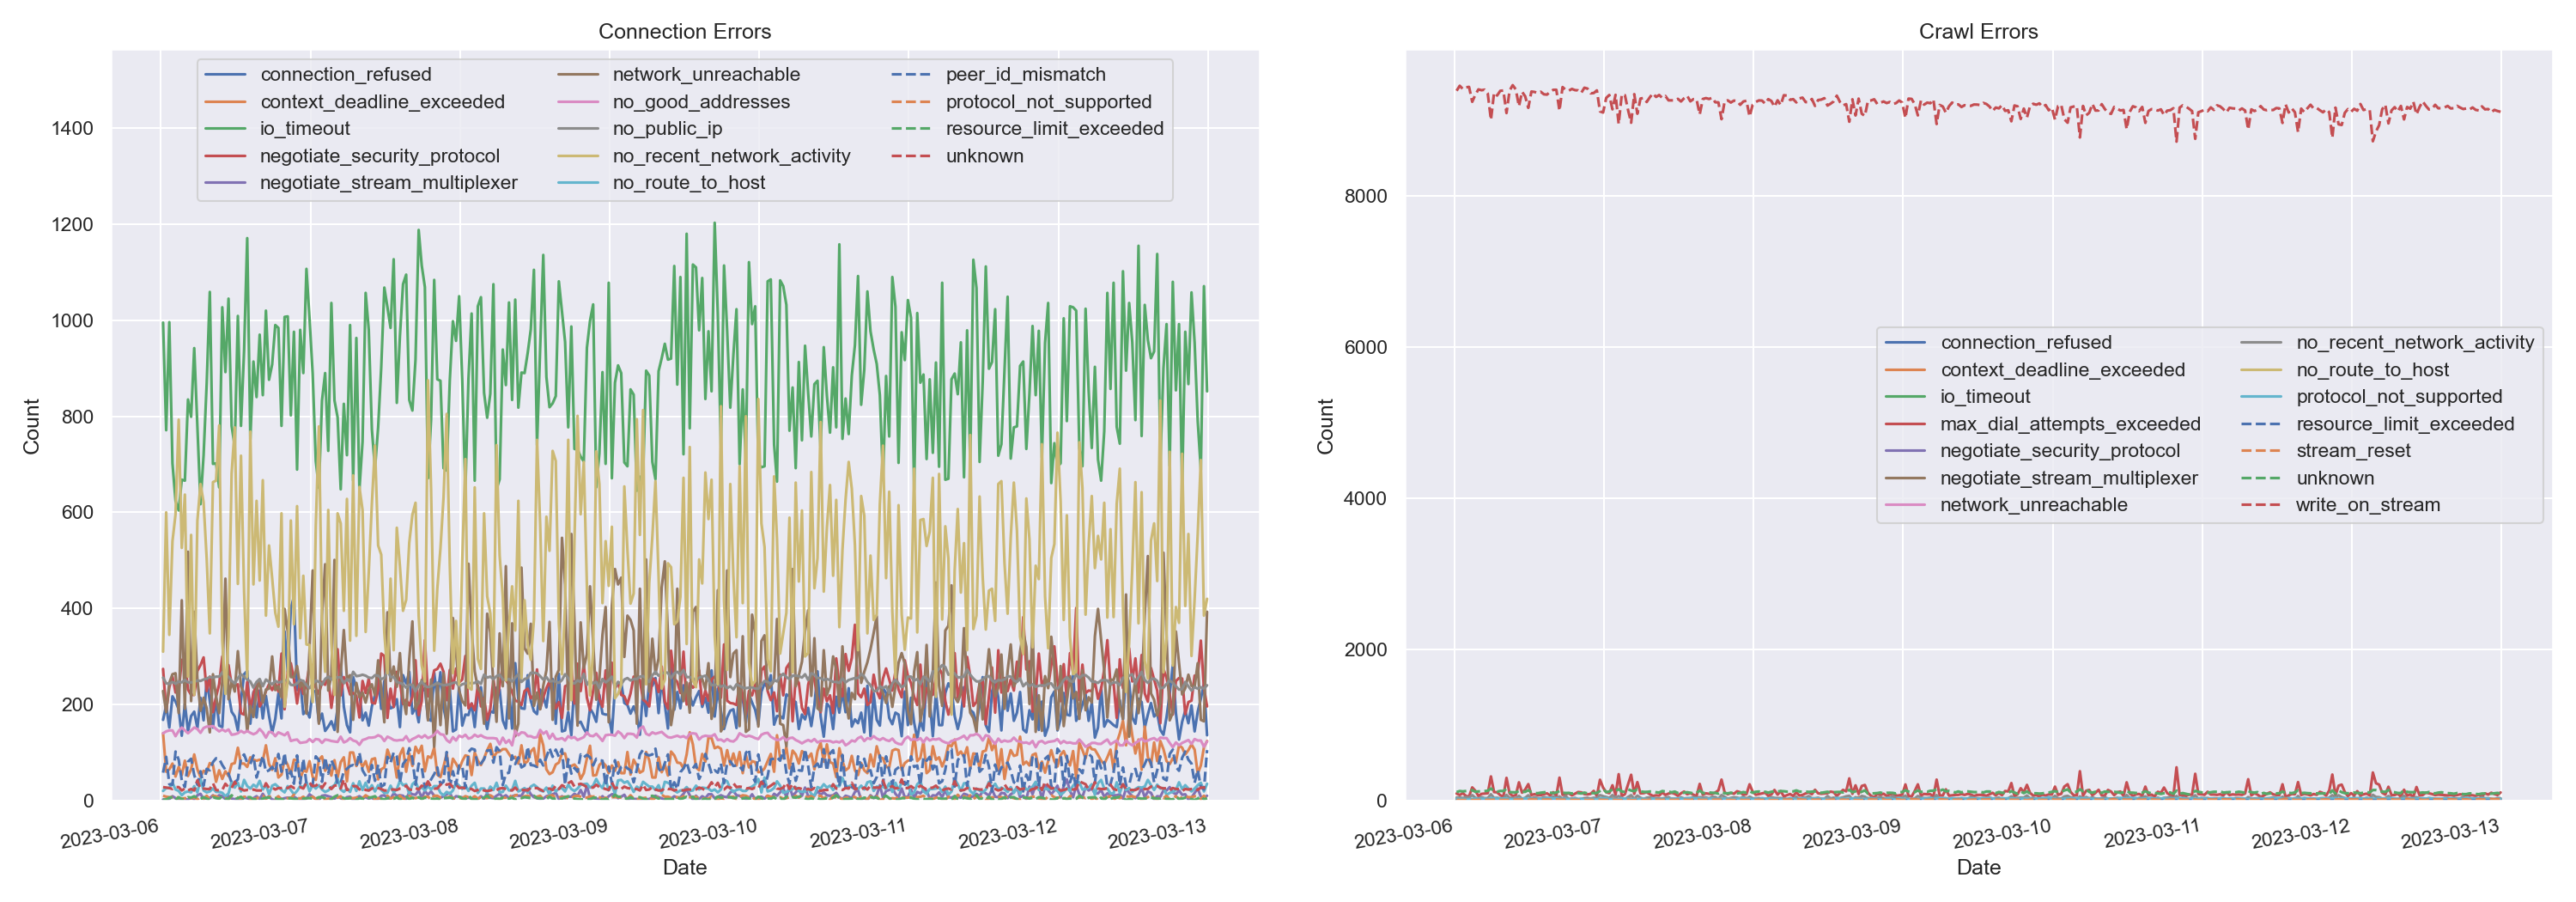 Connection Errors
connection_refused
context_deadline_exceeded
io_timeout
negotiate_security_protocol
negotiate_stream_multiplexer
network_unreachable
no_good_addresses
no_public_ip
no_recent_network_activity
no_route_to_host
peer_id_mismatch
protocol_not_supported
resource_limit_exceeded
unknown
1400
1200
1000
800
600
400
200
0
Count
2023-03-06
2023-03-07
2023-03-08
2023-03-09
2023-03-10
2023-03-11
2023-03-12
2023-03-13
Date
Crawl Errors
8000
6000
4000
2000
0
Count
connection_refused
context_deadline_exceeded
io_timeout
max_dial_attempts_exceeded
negotiate_security_protocol
negotiate_stream_multiplexer
network_unreachable
no_recent_network_activity
no_route_to_host
protocol_not_supported
resource_limit_exceeded
stream_reset
unknown
write_on_stream
2023-03-06
2023-03-07
2023-03-08
2023-03-09
2023-03-10
2023-03-11
2023-03-12
2023-03-13
Date